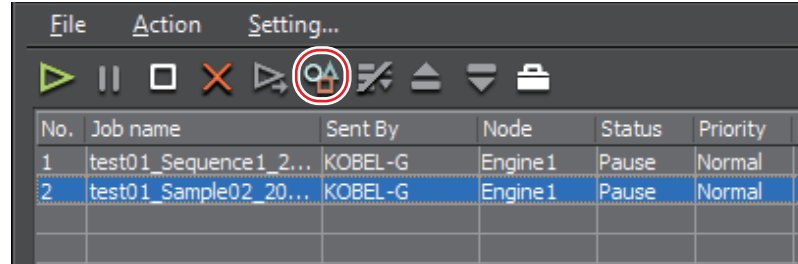 File Action Setting...
No. Job name Sent By Node Status Priority
1 test01_Sequence1_2... KOBEL-G Engine1 Pause Normal
2 test01_Sample02_20... KOBEL-G Engine1 Pause Normal